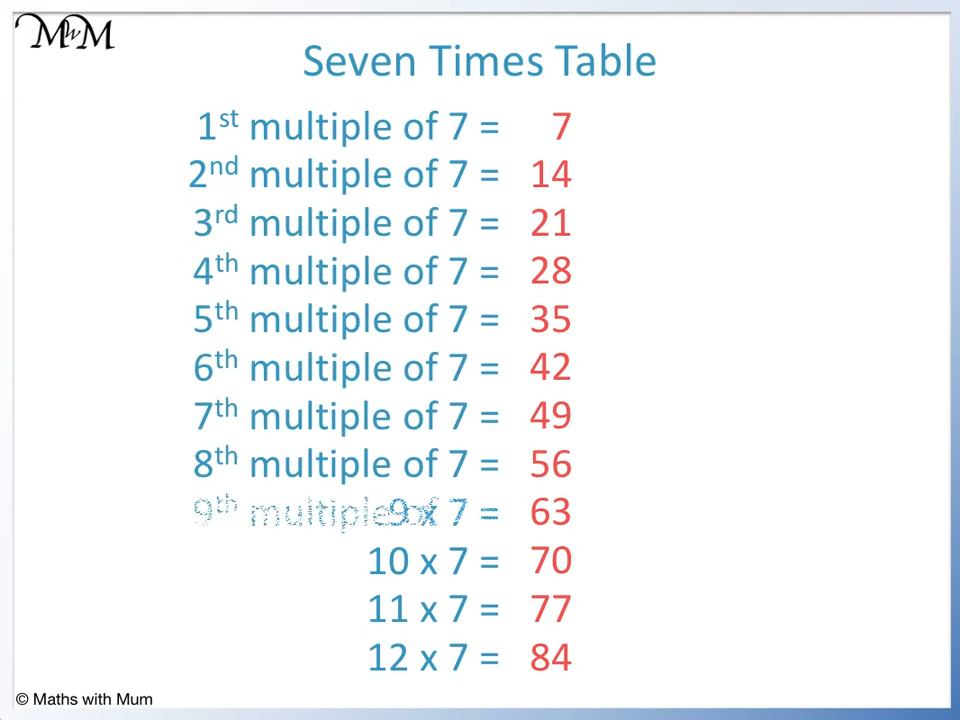 MwM
Seven Times Table
1st multiple of 7 = 7
2nd multiple of 7 = 14
3rd multiple of 7 = 21
4th multiple of 7 = 28
5th multiple of 7 = 35
6th multiple of 7 = 42
7th multiple of 7 = 49
8th multiple of 7 = 56
9th multiple of 9 x 7 = 63
10 x 7 = 70
11 x 7 = 77
12 x 7 = 84
© Maths with Mum